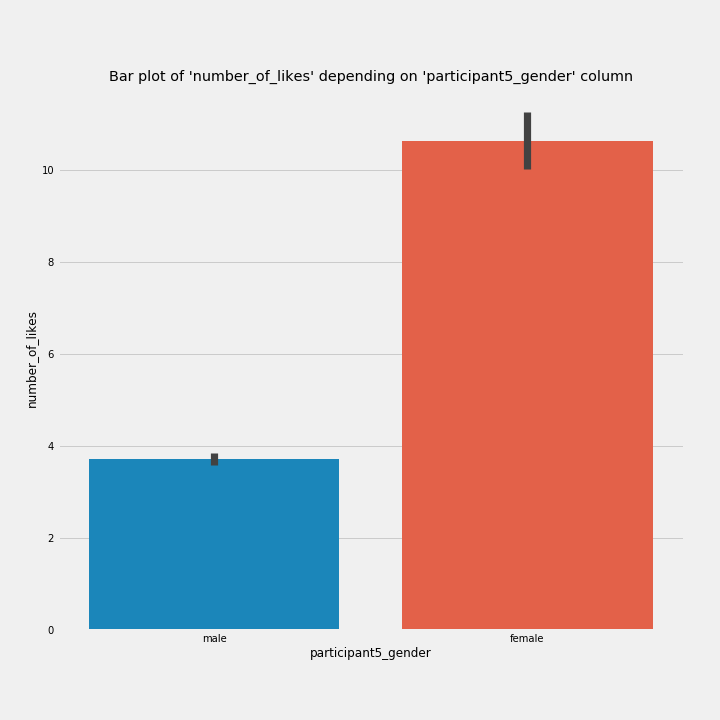 Bar plot of 'number_of_likes' depending on 'participant5_gender' column
number_of_likes
10
8
6
4
2
0
male female
participant5_gender